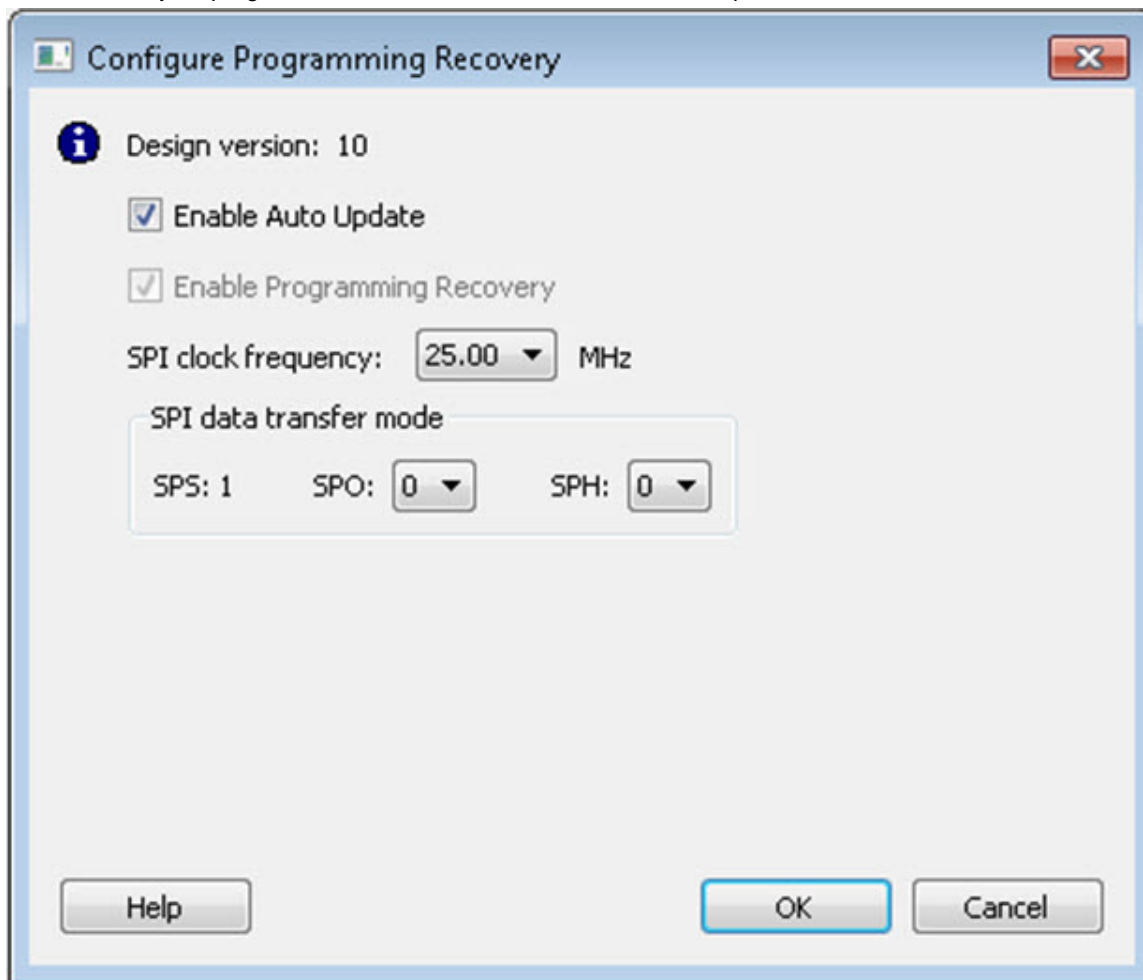 Configure Programming Recovery
Design version: 10
Enable Auto Update
Enable Programming Recovery
SPI clock frequency: 25.00 MHz
SPI data transfer mode
SPS: 1 SPO: 0 SPH: 0
Help OK Cancel